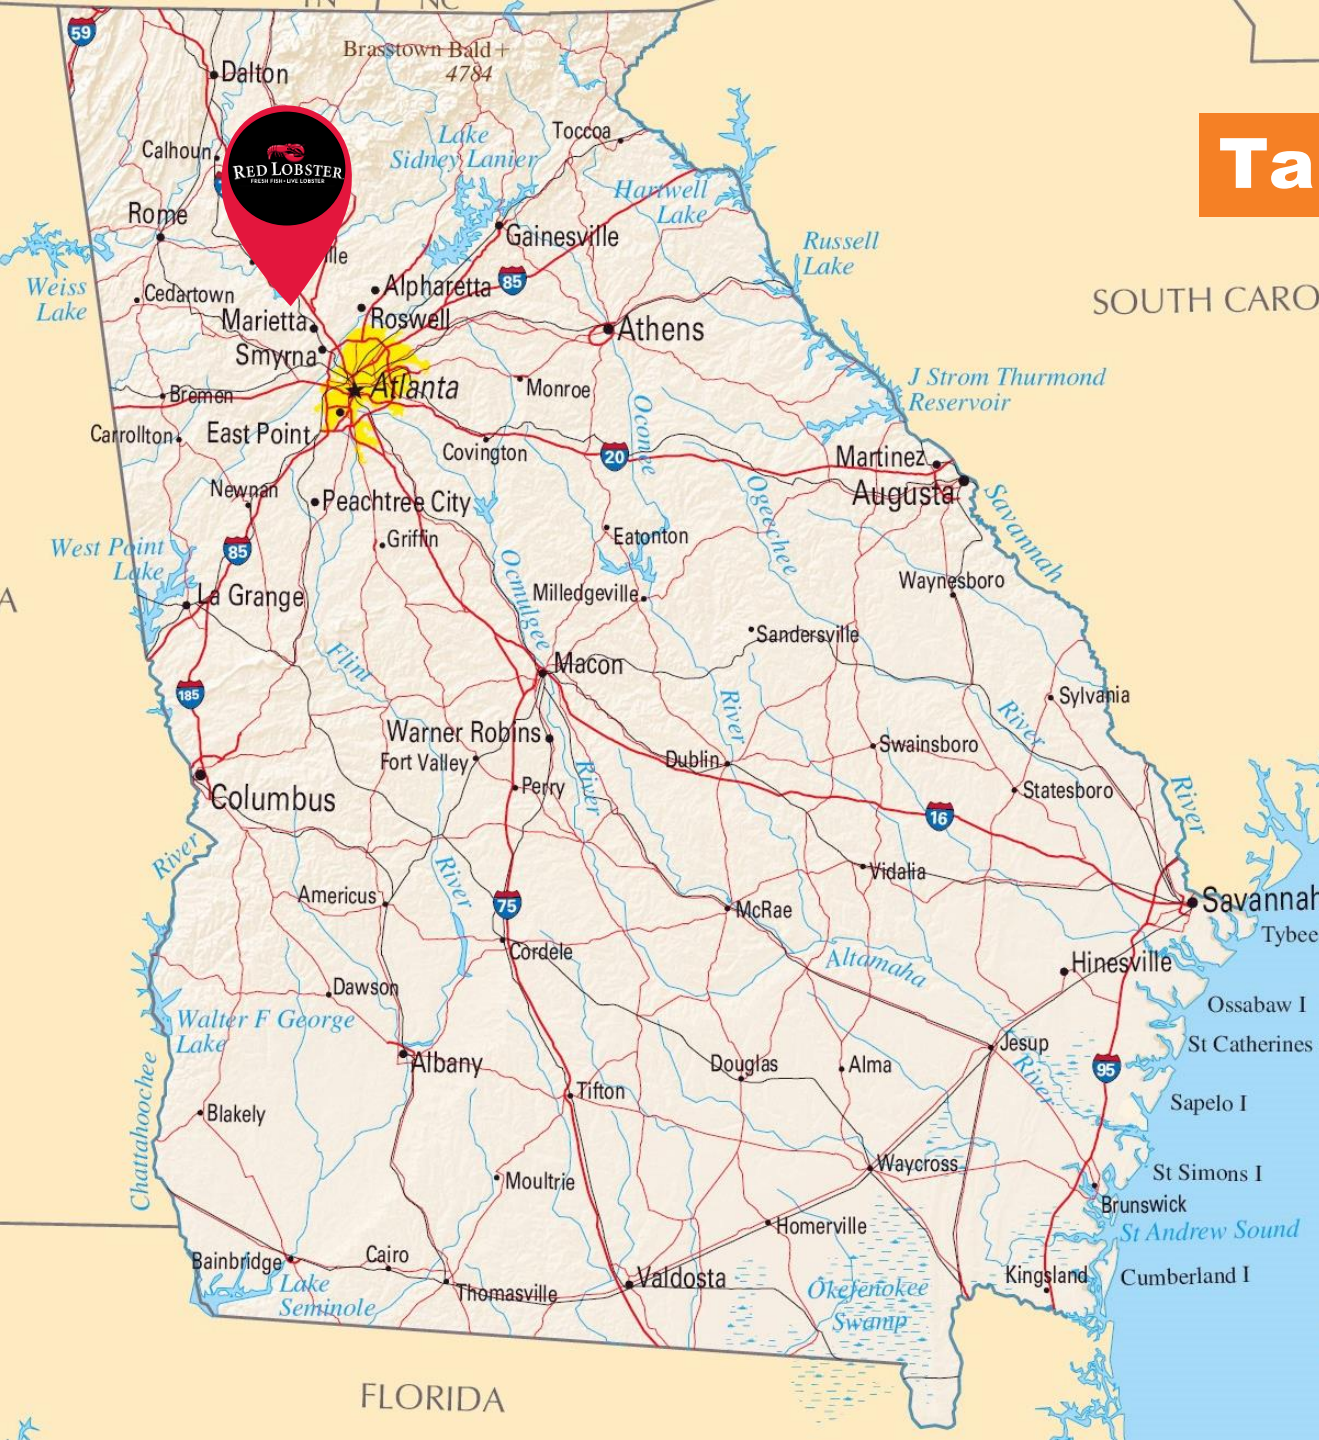 TN
NC
59
Brasstown Bald +
4784
Dalton
Ta
Toccoa
Lake
Sidney Lanier
Calhoun
RED LOBSTER
FRESH FISH • LIVE LOBSTER
Hartwell
Lake
Rome
Gainesville
Russell
Lake
ille
85
Weiss
Lake
Cedartown
Alpharetta
SOUTH CARO
Marietta
Roswell
Athens
Smyrna
Atlanta
Monroe
J Strom Thurmond
Reservoir
Bremen
Oconee
Carrollton
East Point
Covington
20
Martinez
Augusta
Newnan
Peachtree City
Ogeechee
Savannah
Griffin
Eatonton
West Point
Lake
85
Ocmulgee
A
La Grange
Milledgeville
Waynesboro
Sandersville
Flint
Macon
185
River
River
Sylvania
Warner Robins
Fort Valley
Dublin
Swainsboro
Perry
River
Columbus
Statesboro
River
16
River
River
Vidalia
Americus
75
McRae
Savannah
Tybee
Cordele
Altamaha
Hinesville
Dawson
Ossabaw I
Walter F George
Lake
St Catherines
Jesup
Albany
Douglas
Alma
River
95
Tifton
Sapelo I
Blakely
Chattahoochee
Waycross
St Simons I
Moultrie
Brunswick
Homerville
St Andrew Sound
Bainbridge
Cairo
Valdosta
Kingsland
Cumberland I
Lake
Seminole
Thomasville
Okefenokee
Swamp
FLORIDA